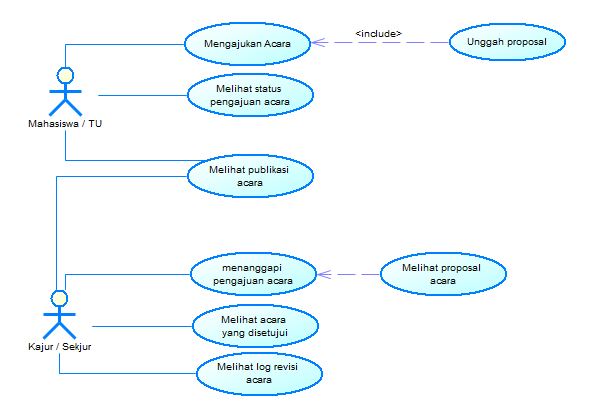 Mengajukan Acara
<include>
Unggah proposal
Melihat status
pengajuan acara
Mahasiswa / TU
Melihat publikasi
acara
menanggapi
pengajuan acara
Melihat proposal
acara
Melihat acara
yang disetujui
Kajur / Sekjur
Melihat log revisi
acara